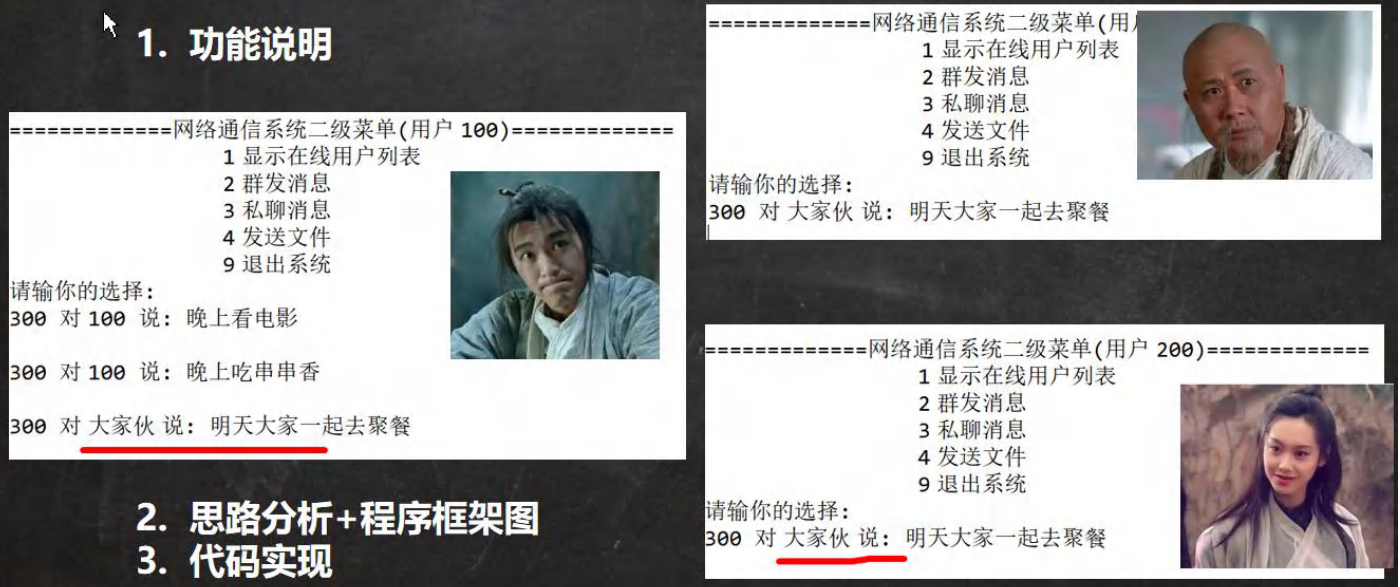 1. 功能说明
=============网络通信系统二级菜单(用户 100)=============
1 显示在线用户列表
2 群发消息
3 私聊消息
4 发送文件
9 退出系统
请输你的选择:
300 对 100 说: 晚上看电影
300 对 100 说: 晚上吃串串香
300 对 大家伙 说: 明天大家一起去聚餐
2. 思路分析+程序框架图
3. 代码实现
=============网络通信系统二级菜单(用
1 显示在线用户列表
2 群发消息
3 私聊消息
4 发送文件
9 退出系统
请输你的选择:
300 对 大家伙 说: 明天大家一起去聚餐
=============网络通信系统二级菜单(用户 200)=============
1 显示在线用户列表
2 群发消息
3 私聊消息
4 发送文件
9 退出系统
请输你的选择:
300 对 大家伙 说: 明天大家一起去聚餐